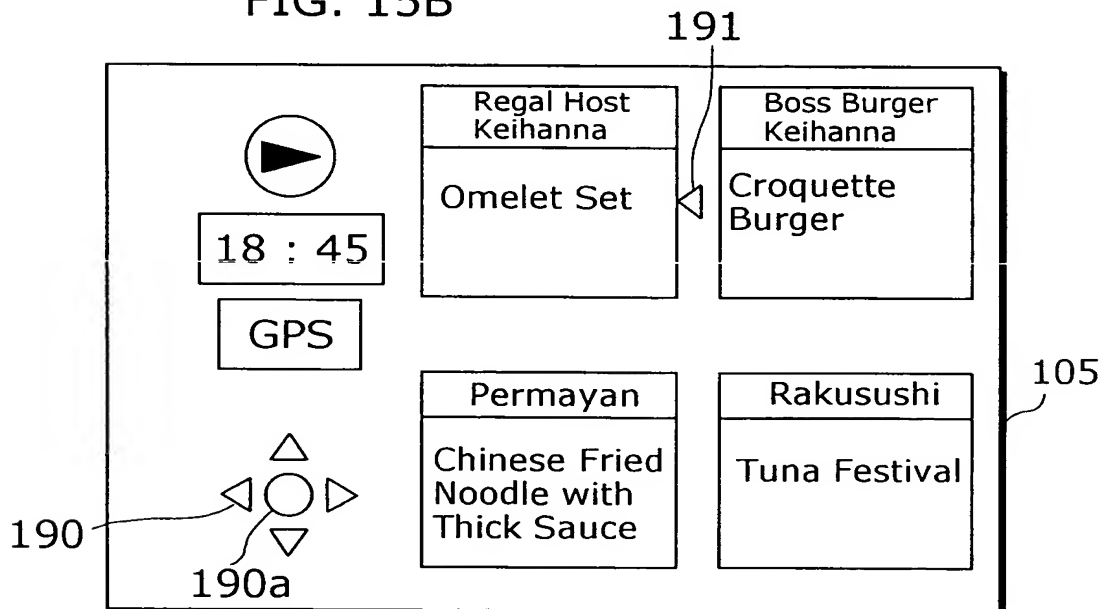 FIG. 15B
191
Regal Host
Keihanna
Omelet Set
Boss Burger
Keihanna
Croquette
Burger
18 : 45
GPS
Permayan
Chinese Fried
Noodle with
Thick Sauce
Rakusushi
Tuna Festival
105
190
190a